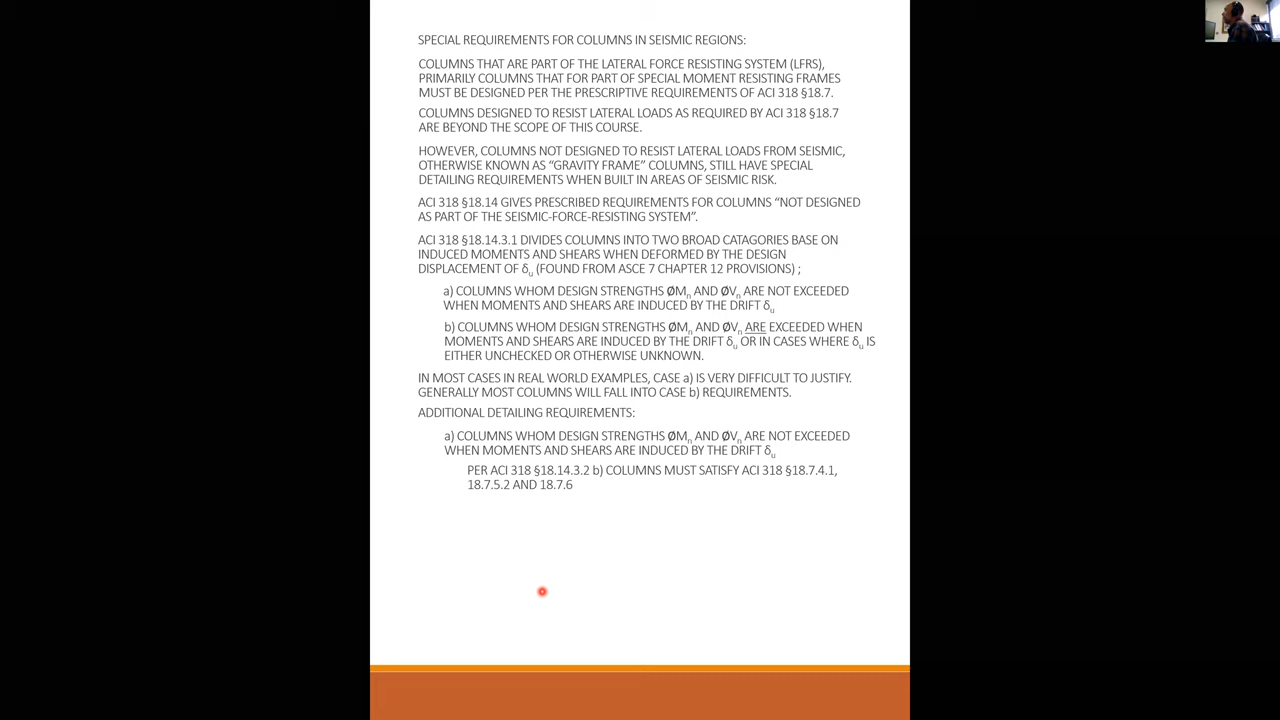 SPECIAL REQUIREMENTS FOR COLUMNS IN SEISMIC REGIONS:
COLUMNS THAT ARE PART OF THE LATERAL FORCE RESISTING SYSTEM (LFRS),
PRIMARILY COLUMNS THAT FOR PART OF SPECIAL MOMENT RESISTING FRAMES
MUST BE DESIGNED PER THE PRESCRIPTIVE REQUIREMENTS OF ACI 318 §18.7.
COLUMNS DESIGNED TO RESIST LATERAL LOADS AS REQUIRED BY ACI 318 §18.7
ARE BEYOND THE SCOPE OF THIS COURSE.
HOWEVER, COLUMNS NOT DESIGNED TO RESIST LATERAL LOADS FROM SEISMIC,
OTHERWISE KNOWN AS “GRAVITY FRAME” COLUMNS, STILL HAVE SPECIAL
DETAILING REQUIREMENTS WHEN BUILT IN AREAS OF SEISMIC RISK.
ACI 318 §18.14 GIVES PRESCRIBED REQUIREMENTS FOR COLUMNS “NOT DESIGNED
AS PART OF THE SEISMIC-FORCE-RESISTING SYSTEM”.
ACI 318 §18.14.3.1 DIVIDES COLUMNS INTO TWO BROAD CATAGORIES BASE ON
INDUCED MOMENTS AND SHEARS WHEN DEFORMED BY THE DESIGN
DISPLACEMENT OF δu (FOUND FROM ASCE 7 CHAPTER 12 PROVISIONS) ;
a) COLUMNS WHOM DESIGN STRENGTHS ØMn AND ØVn ARE NOT EXCEEDED
WHEN MOMENTS AND SHEARS ARE INDUCED BY THE DRIFT δu
b) COLUMNS WHOM DESIGN STRENGTHS ØMn AND ØVn ARE EXCEEDED WHEN
MOMENTS AND SHEARS ARE INDUCED BY THE DRIFT δu OR IN CASES WHERE δu IS
EITHER UNCHECKED OR OTHERWISE UNKNOWN.
IN MOST CASES IN REAL WORLD EXAMPLES, CASE a) IS VERY DIFFICULT TO JUSTIFY.
GENERALLY MOST COLUMNS WILL FALL INTO CASE b) REQUIREMENTS.
ADDITIONAL DETAILING REQUIREMENTS:
a) COLUMNS WHOM DESIGN STRENGTHS ØMn AND ØVn ARE NOT EXCEEDED
WHEN MOMENTS AND SHEARS ARE INDUCED BY THE DRIFT δu
PER ACI 318 §18.14.3.2 b) COLUMNS MUST SATISFY ACI 318 §18.7.4.1,
18.7.5.2 AND 18.7.6